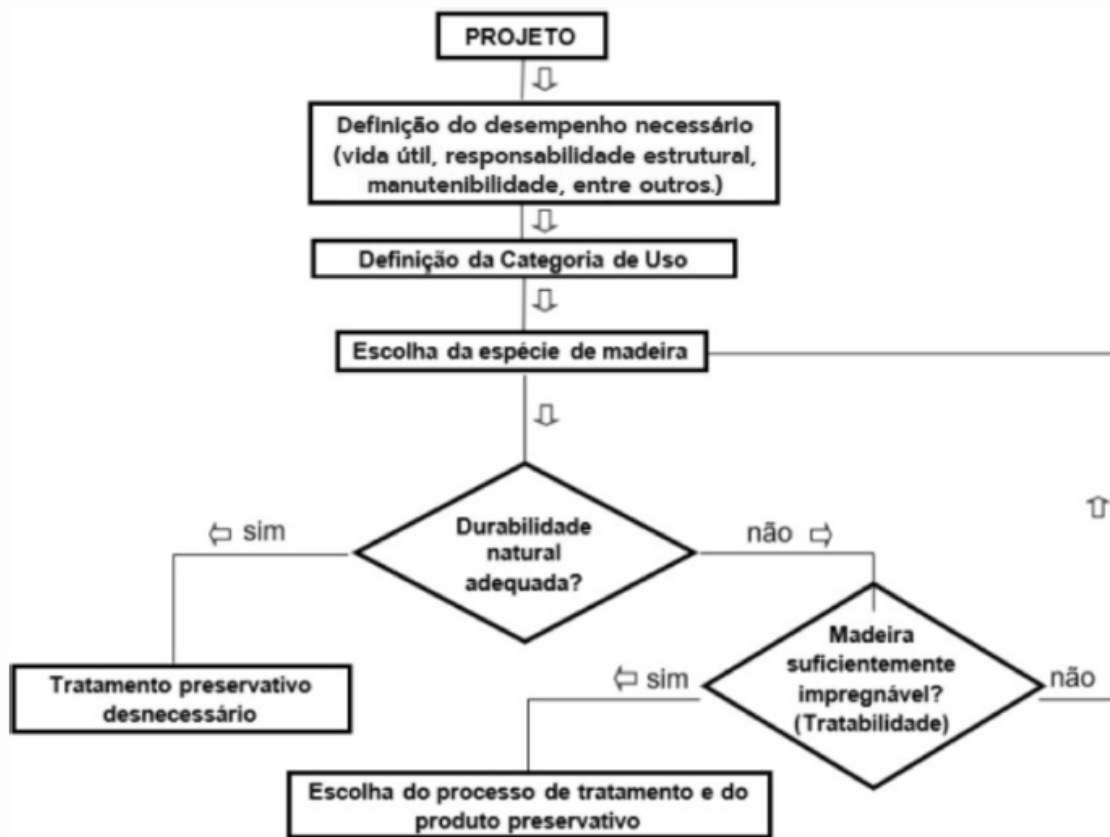 PROJETO
Definição do desempenho necessário
(vida útil, responsabilidade estrutural,
manutenibilidade, entre outros.)
Definição da Categoria de Uso
Escolha da espécie de madeira
sim
Durabilidade
natural
adequada?
não
Tratamento preservativo
desnecessário
sim
Madeira
suficientemente
impregnável?
(Tratabilidade)
não
Escolha do processo de tratamento e do
produto preservativo